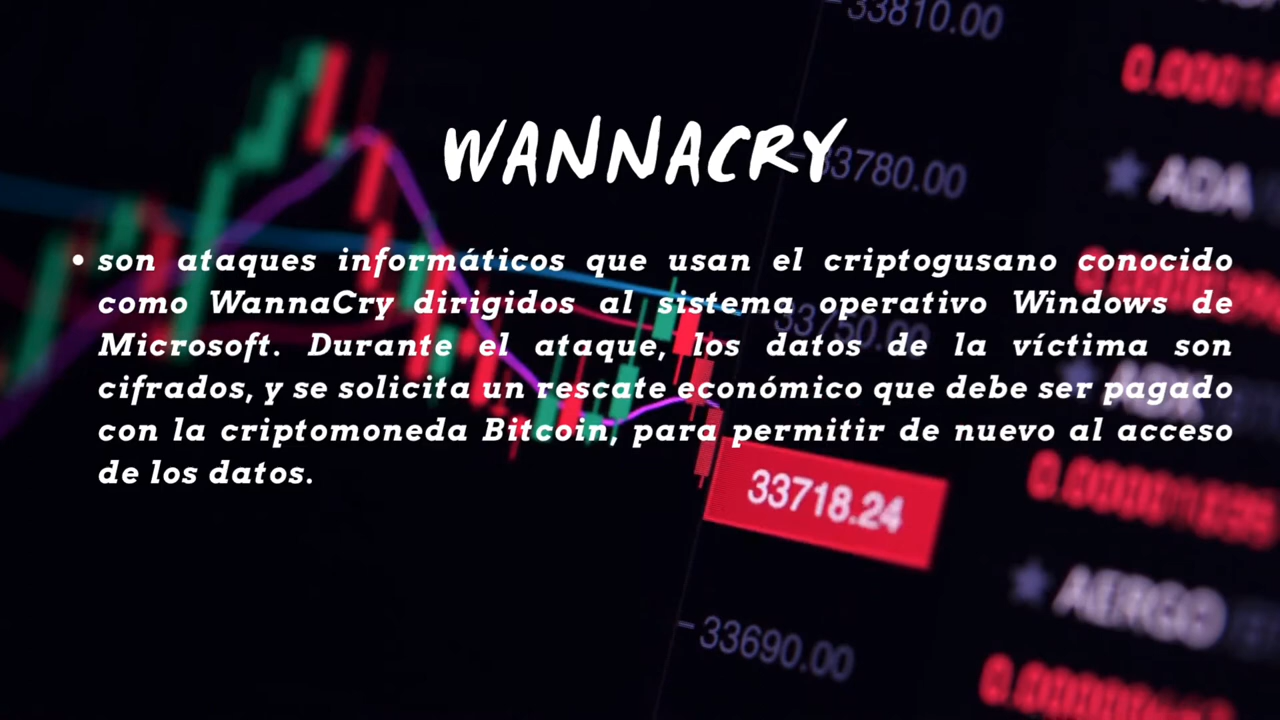 33810.00
WANNACRY
33780.00
ADA
• son ataques informáticos que usan el criptogusano conocido
como WannaCry dirigidos al sistema operativo Windows de
Microsoft. Durante el ataque, los datos de la víctima son
cifrados, y se solicita un rescate económico que debe ser pagado
con la criptomoneda Bitcoin, para permitir de nuevo al acceso
de los datos.
33750.00
ADA
33718.24
AERGO
33690.00